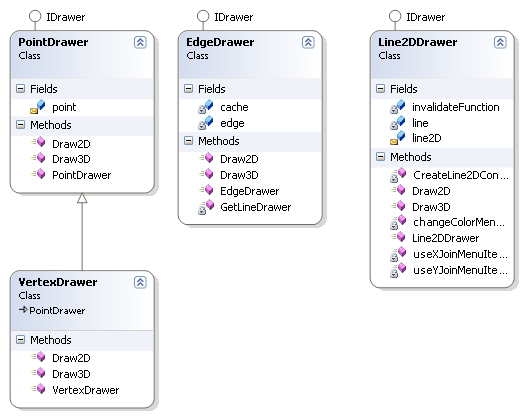 IDrawer
PointDrawer
Class
Fields
point
Methods
Draw2D
Draw3D
PointDrawer
VertexDrawer
Class
PointDrawer
Methods
Draw2D
Draw3D
VertexDrawer
IDrawer
EdgeDrawer
Class
Fields
cache
edge
Methods
Draw2D
Draw3D
EdgeDrawer
GetLineDrawer
IDrawer
Line2DDrawer
Class
Fields
invalidateFunction
line
line2D
Methods
CreateLine2DCon...
Draw2D
Draw3D
changeColorMen...
Line2DDrawer
useXJoinMenuIte...
useYJoinMenuIte...